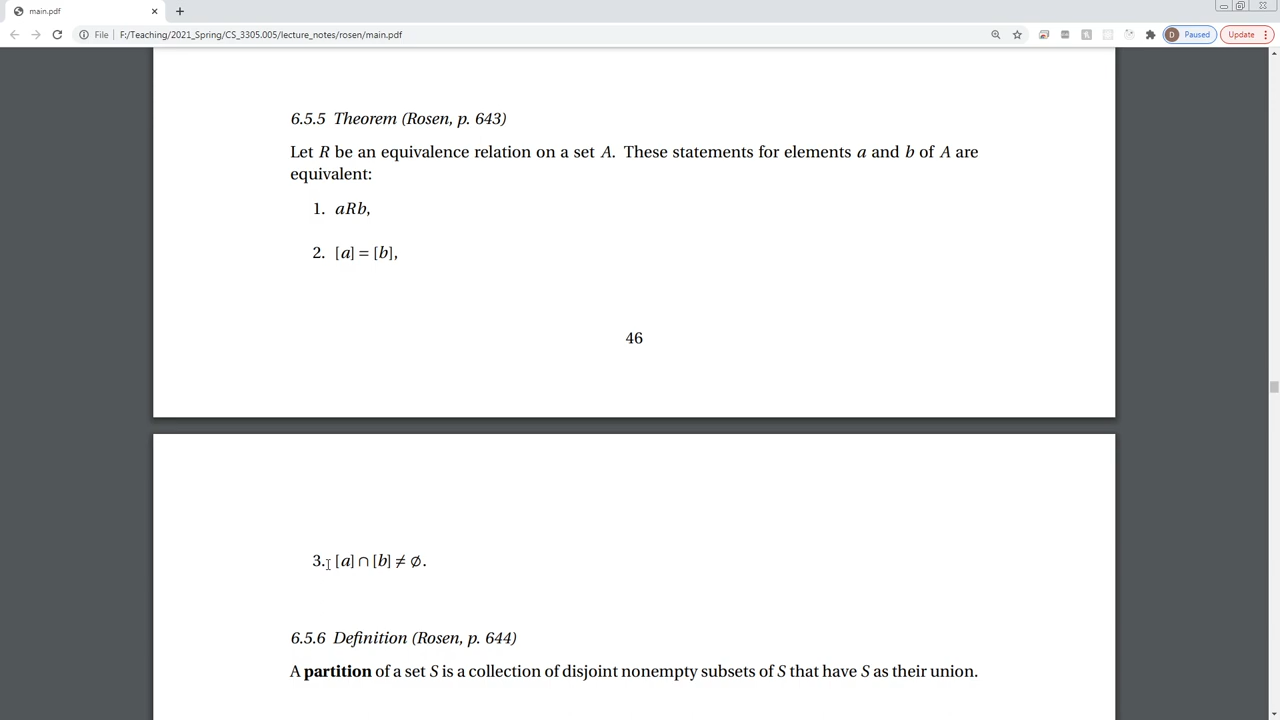 main.pdf
File F:/Teaching/2021_Spring/CS_3305.005/lecture_notes/rosen/main.pdf
D Paused Update
6.5.5 Theorem (Rosen, p. 643)
Let R be an equivalence relation on a set A. These statements for elements a and b of A are
equivalent:
1. aRb,
2. [a] = [b],
46
3. [a] ∩ [b] ≠ ∅.
6.5.6 Definition (Rosen, p. 644)
A partition of a set S is a collection of disjoint nonempty subsets of S that have S as their union.